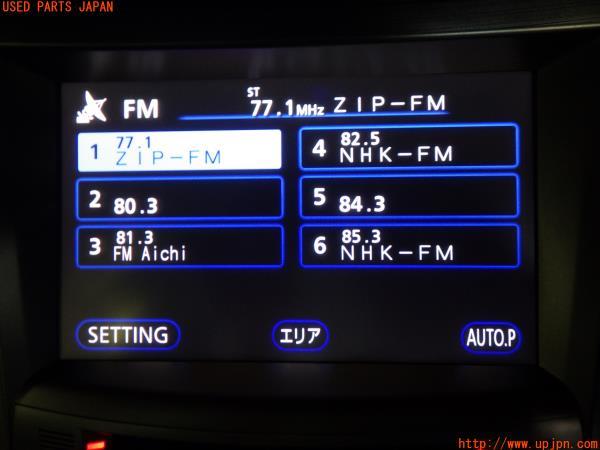 USED PARTS JAPAN
FM
ST
77.1MHz ZIP-FM
1 77.1 ZIP-FM
2 80.3
3 81.3 FM Aichi
4 82.5 NHK-FM
5 84.3
6 85.3 NHK-FM
SETTING
エリア
AUTO.P
http://www.upjpn.com